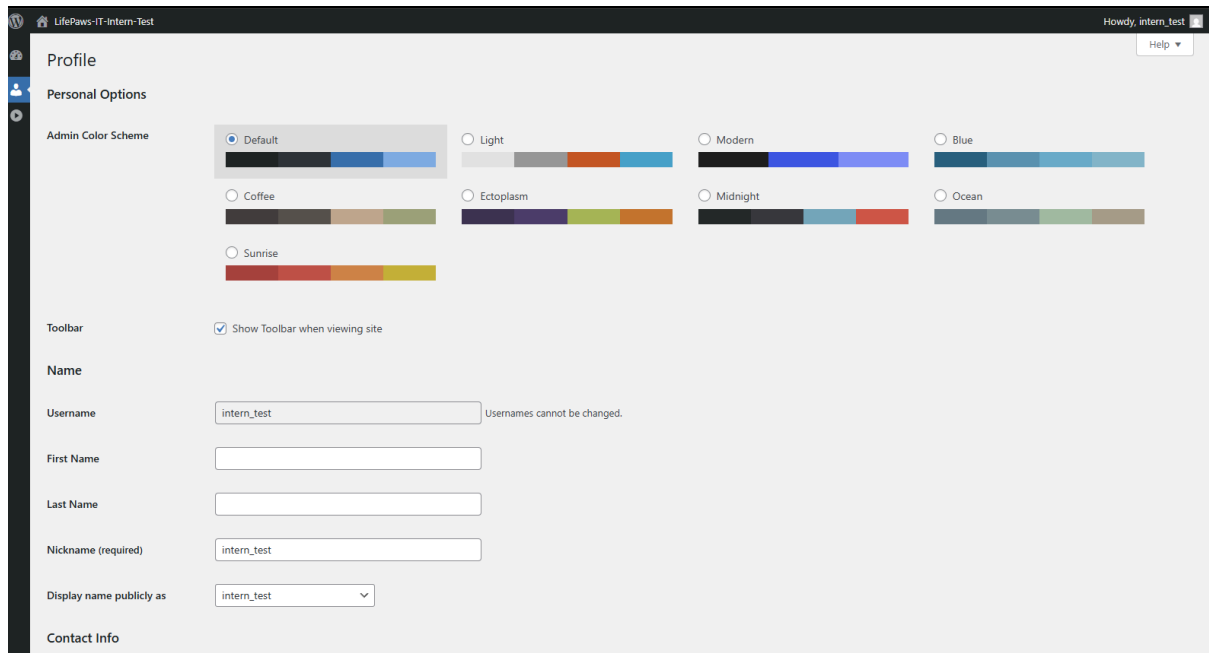 LifePaws-IT-Intern-Test
Howdy, intern_test
Help
Profile
Personal Options
Admin Color Scheme
Default
Light
Modern
Blue
Coffee
Ectoplasm
Midnight
Ocean
Sunrise
Toolbar
Show Toolbar when viewing site
Name
Username
intern_test
Usernames cannot be changed.
First Name
Last Name
Nickname (required)
intern_test
Display name publicly as
intern_test
Contact Info